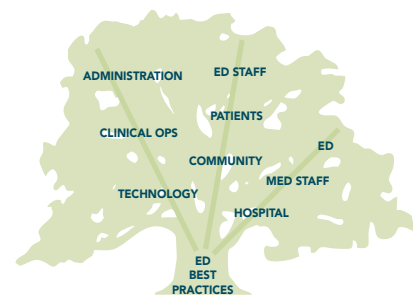 ADMINISTRATION
ED STAFF
PATIENTS
CLINICAL OPS
ED
COMMUNITY
MED STAFF
TECHNOLOGY
HOSPITAL
ED
BEST
PRACTICES